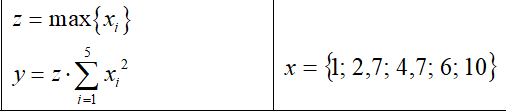 z = max{xᵢ}
y = z · ∑ᵢ₌₁⁵ xᵢ²
x = {1; 2,7; 4,7; 6; 10}